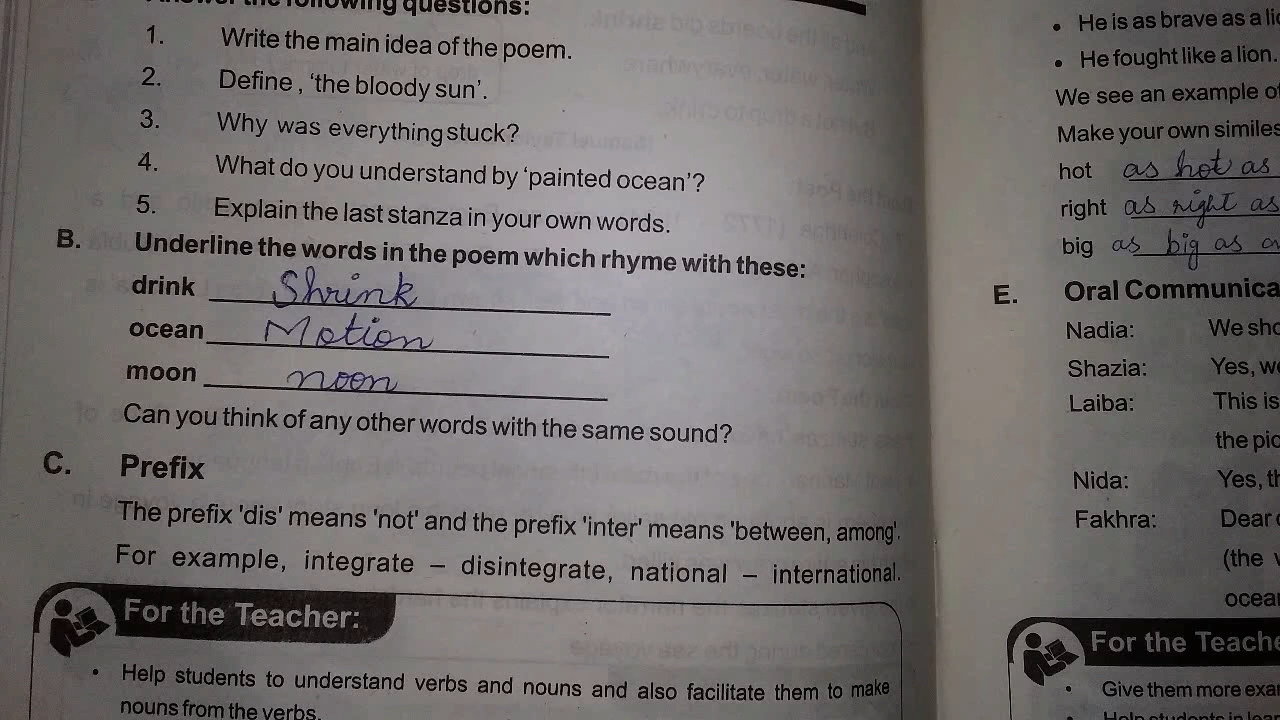 Answer the following questions:
1. Write the main idea of the poem.
2. Define , 'the bloody sun'.
3. Why was everything stuck?
4. What do you understand by 'painted ocean'?
5. Explain the last stanza in your own words.
B. Underline the words in the poem which rhyme with these:
drink Shrink
ocean Motion
moon noon
Can you think of any other words with the same sound?
C. Prefix
The prefix 'dis' means 'not' and the prefix 'inter' means 'between, among'.
For example, integrate – disintegrate, national – international.
For the Teacher:
• Help students to understand verbs and nouns and also facilitate them to make
nouns from the verbs.
• He is as brave as a
• He fought like a lion.
We see an example
Make your own similes
hot as hot as
right as right as
big as big as
E. Oral
Nadia: We
Shazia: Yes,
Laiba: This is
the
Nida: Yes,
Fakhra: Dear
(the
For the
• Give them more